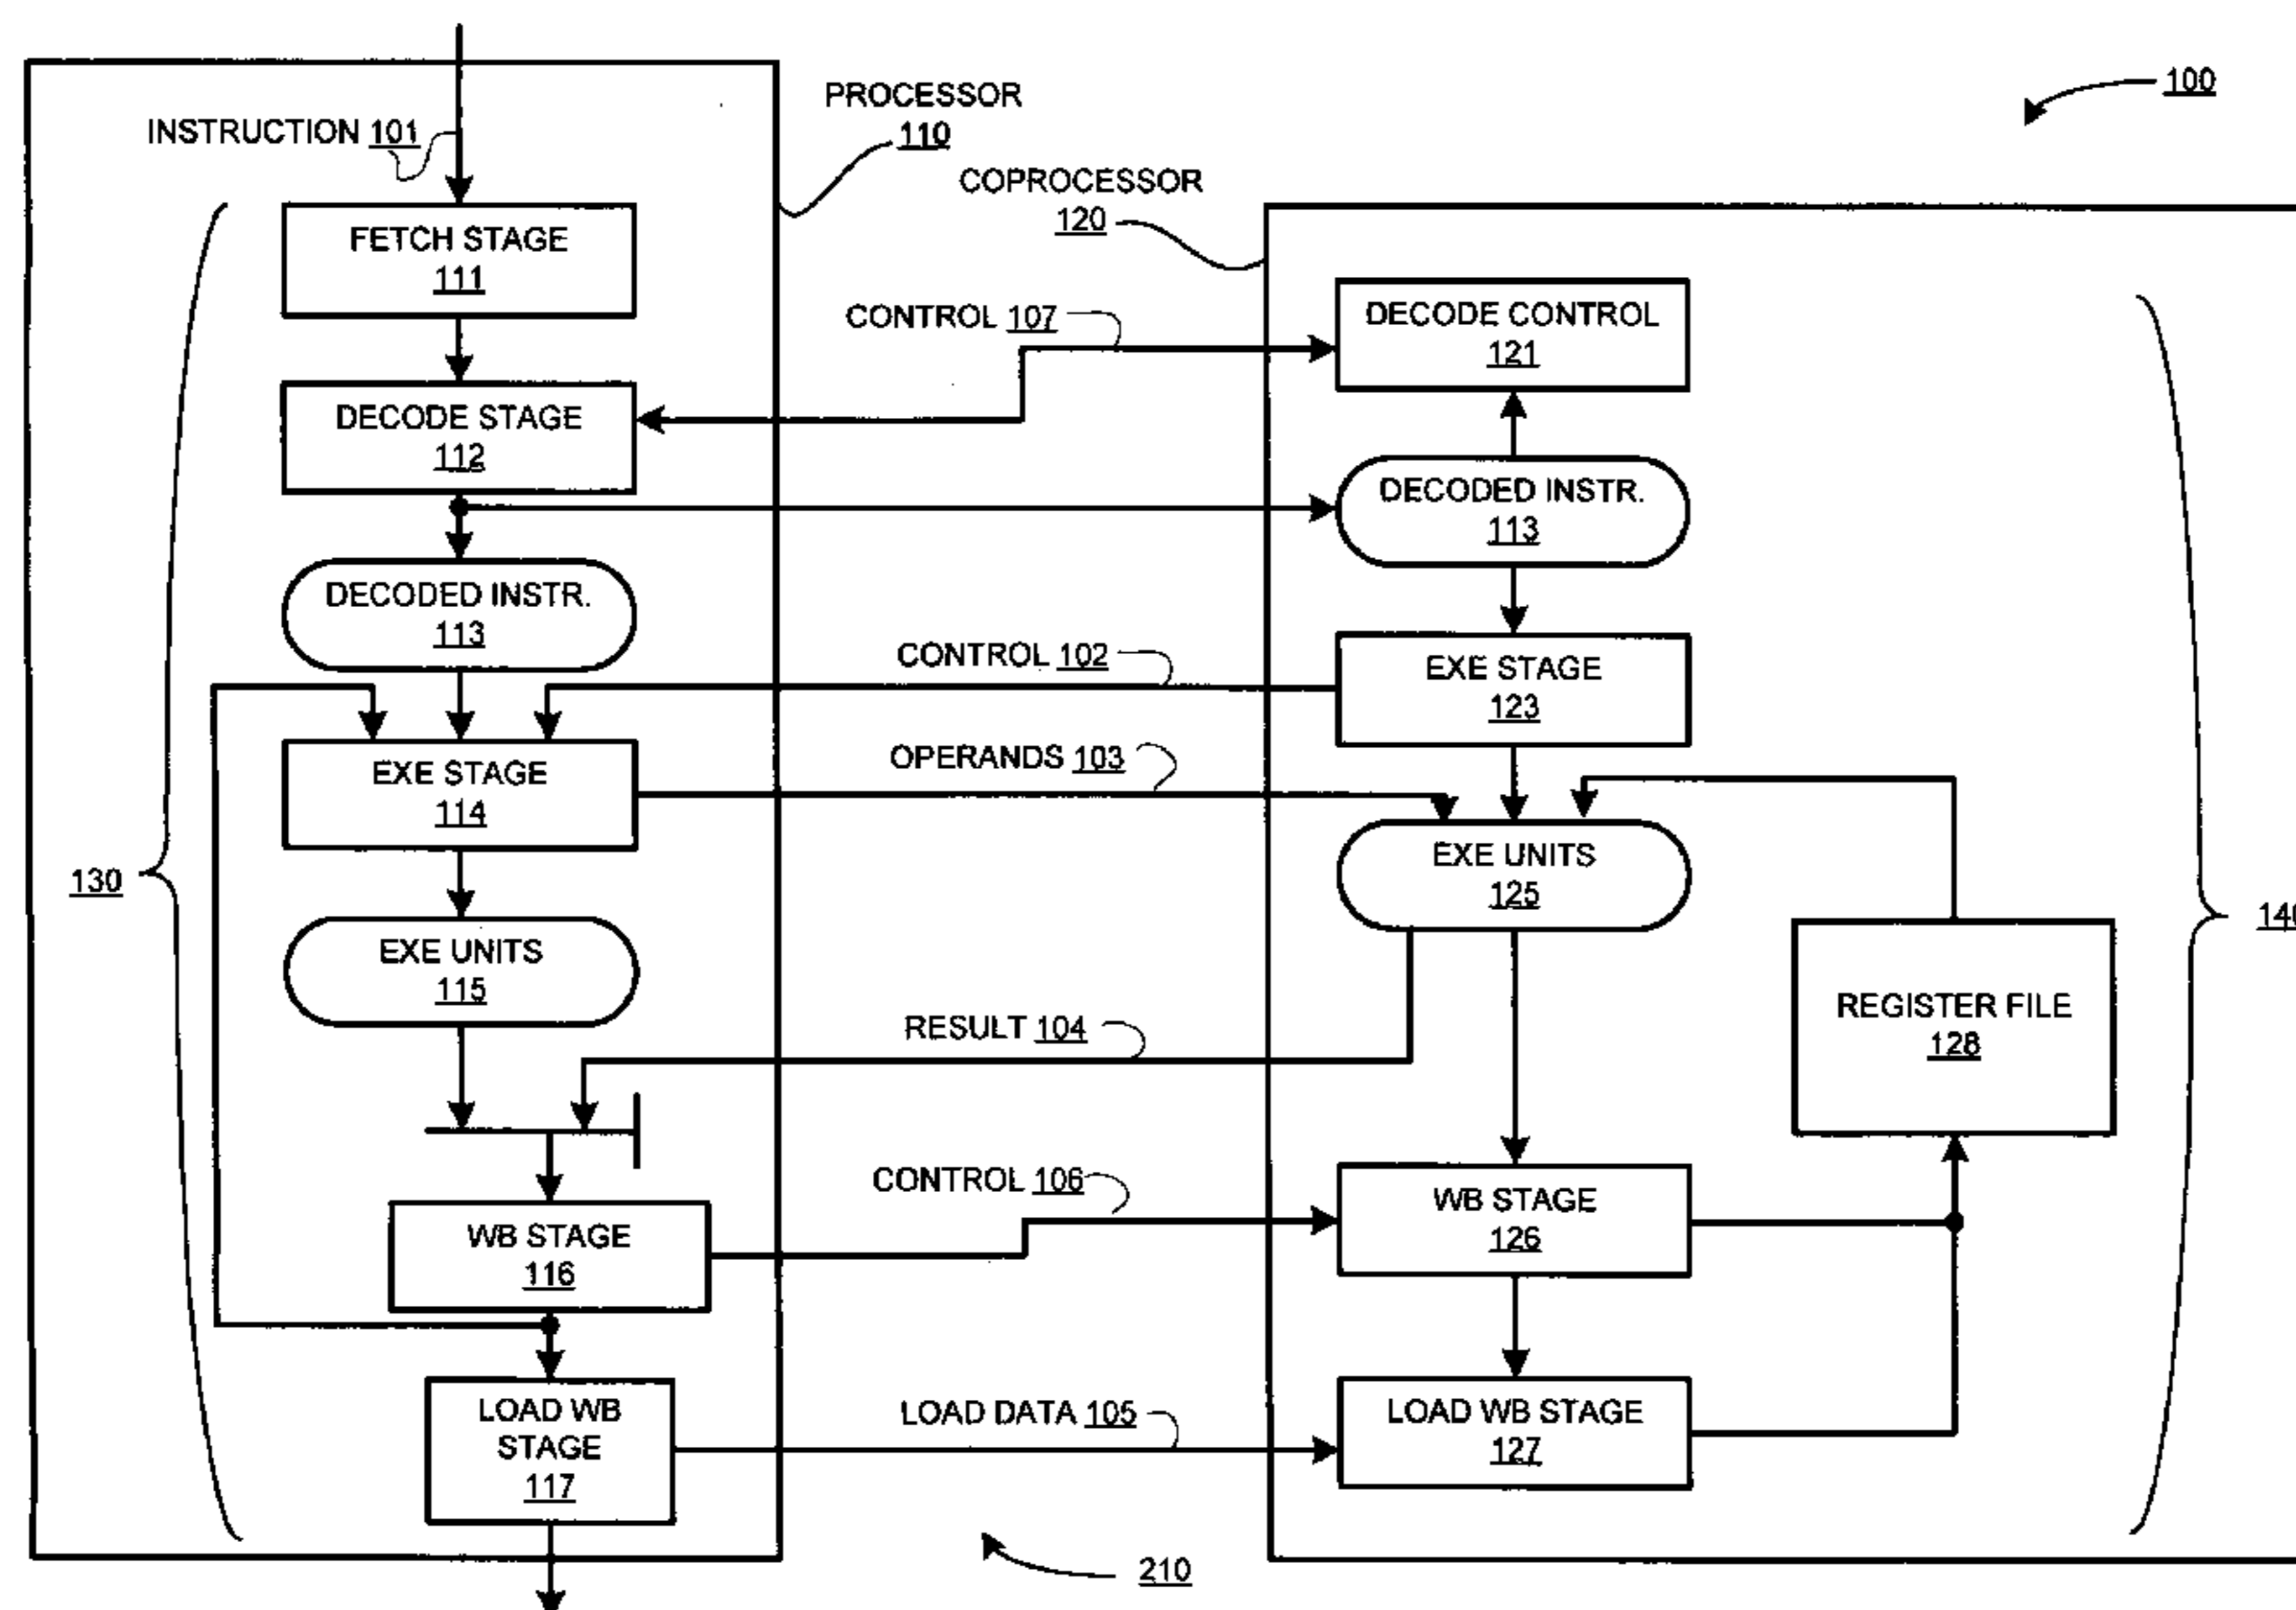 INSTRUCTION 101
PROCESSOR
110
100
COPROCESSOR
120
FETCH STAGE
111
CONTROL 107
DECODE CONTROL
121
DECODE STAGE
112
DECODED INSTR.
113
DECODED INSTR.
113
CONTROL 102
EXE STAGE
123
EXE STAGE
114
OPERANDS 103
EXE UNITS
125
130
EXE UNITS
115
REGISTER FILE
128
RESULT 104
CONTROL 106
WB STAGE
126
WB STAGE
116
LOAD WB
STAGE
117
LOAD DATA 105
LOAD WB STAGE
127
210